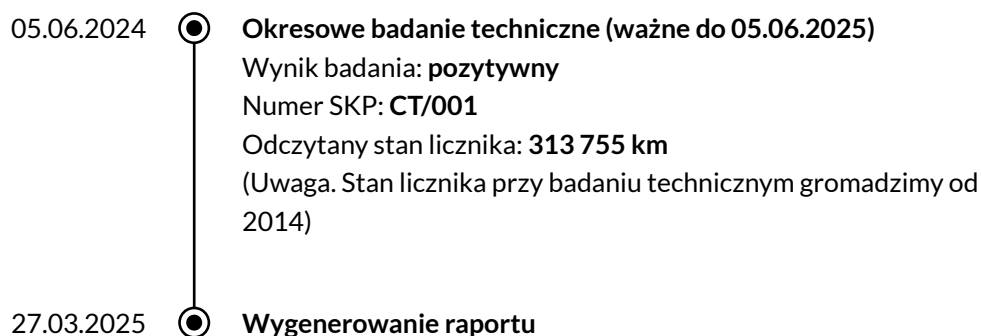 05.06.2024 Okresowe badanie techniczne (ważne do 05.06.2025)
Wynik badania: pozytywny
Numer SKP: CT/001
Odczytany stan licznika: 313 755 km
(Uwaga. Stan licznika przy badaniu technicznym gromadzimy od
2014)
27.03.2025 Wygenerowanie raportu